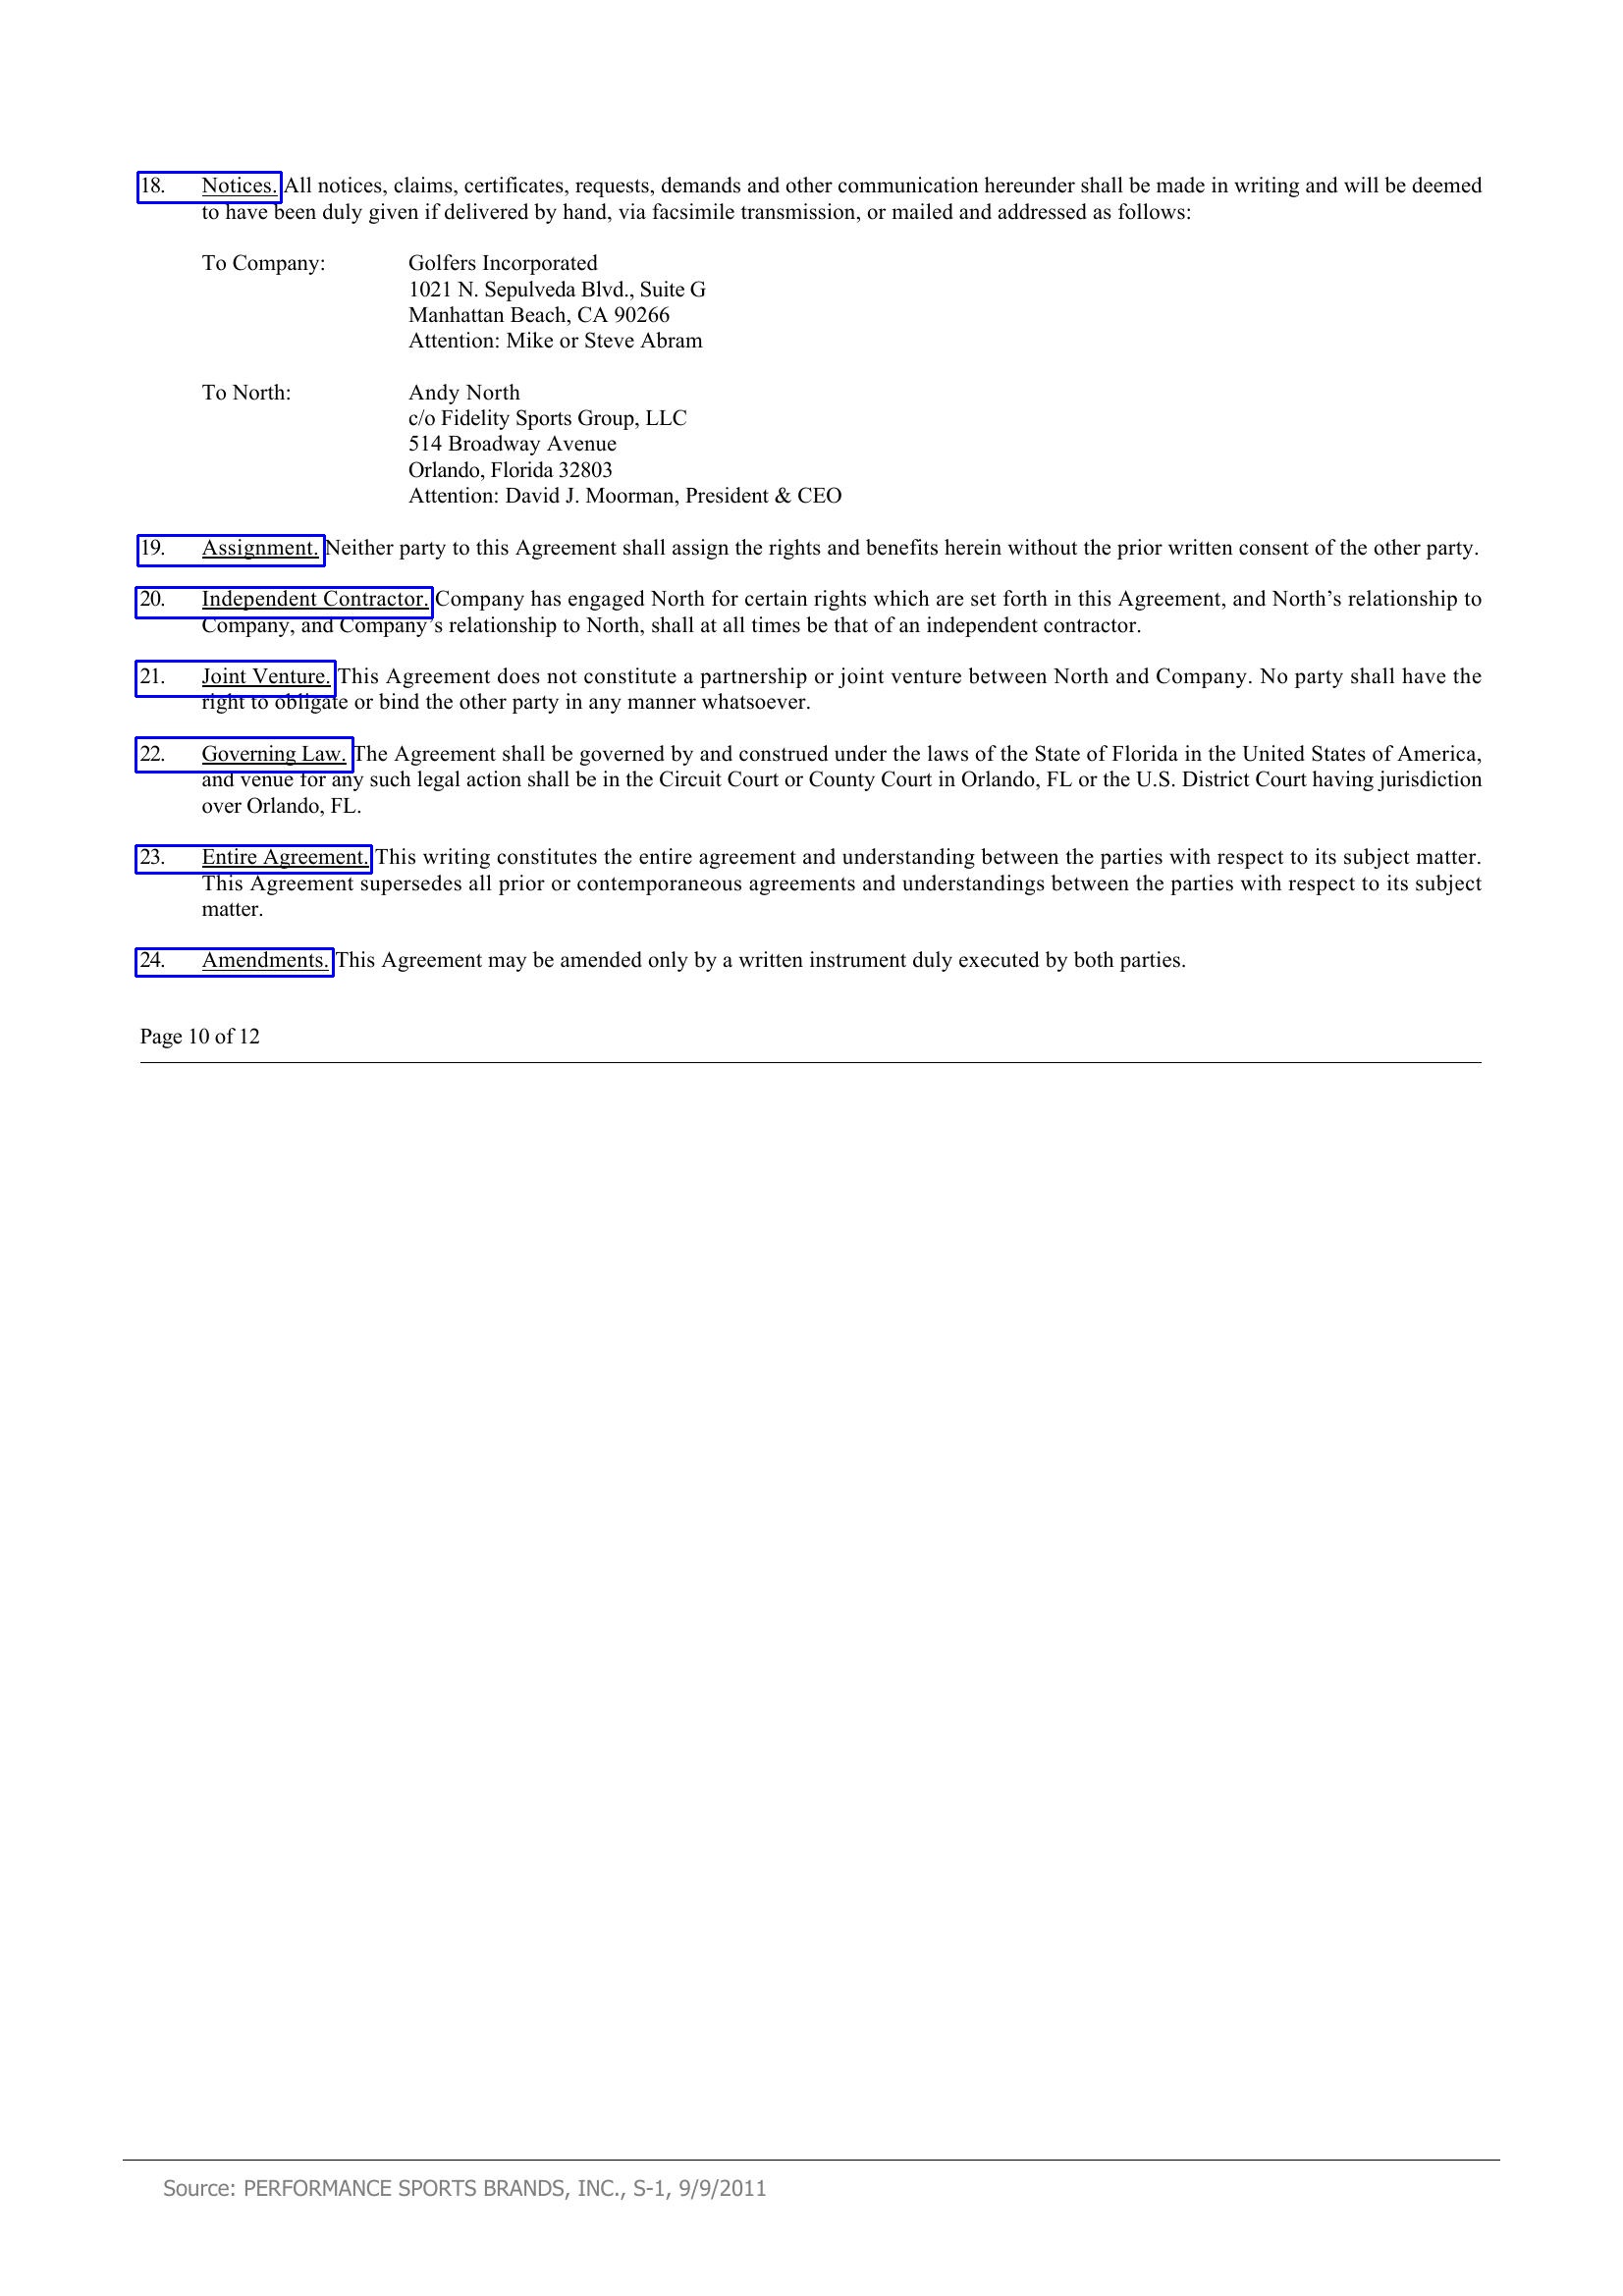 18. Notices. All notices, claims, certificates, requests, demands and other communication hereunder shall be made in writing and will be deemed
to have been duly given if delivered by hand, via facsimile transmission, or mailed and addressed as follows:
To Company: Golfers Incorporated
1021 N. Sepulveda Blvd., Suite G
Manhattan Beach, CA 90266
Attention: Mike or Steve Abram
To North: Andy North
c/o Fidelity Sports Group, LLC
514 Broadway Avenue
Orlando, Florida 32803
Attention: David J. Moorman, President & CEO
19. Assignment. Neither party to this Agreement shall assign the rights and benefits herein without the prior written consent of the other party.
20. Independent Contractor. Company has engaged North for certain rights which are set forth in this Agreement, and North’s relationship to
Company, and Company’s relationship to North, shall at all times be that of an independent contractor.
21. Joint Venture. This Agreement does not constitute a partnership or joint venture between North and Company. No party shall have the
right to obligate or bind the other party in any manner whatsoever.
22. Governing Law. The Agreement shall be governed by and construed under the laws of the State of Florida in the United States of America,
and venue for any such legal action shall be in the Circuit Court or County Court in Orlando, FL or the U.S. District Court having jurisdiction
over Orlando, FL.
23. Entire Agreement. This writing constitutes the entire agreement and understanding between the parties with respect to its subject matter.
This Agreement supersedes all prior or contemporaneous agreements and understandings between the parties with respect to its subject
matter.
24. Amendments. This Agreement may be amended only by a written instrument duly executed by both parties.
Page 10 of 12
Source: PERFORMANCE SPORTS BRANDS, INC., S-1, 9/9/2011